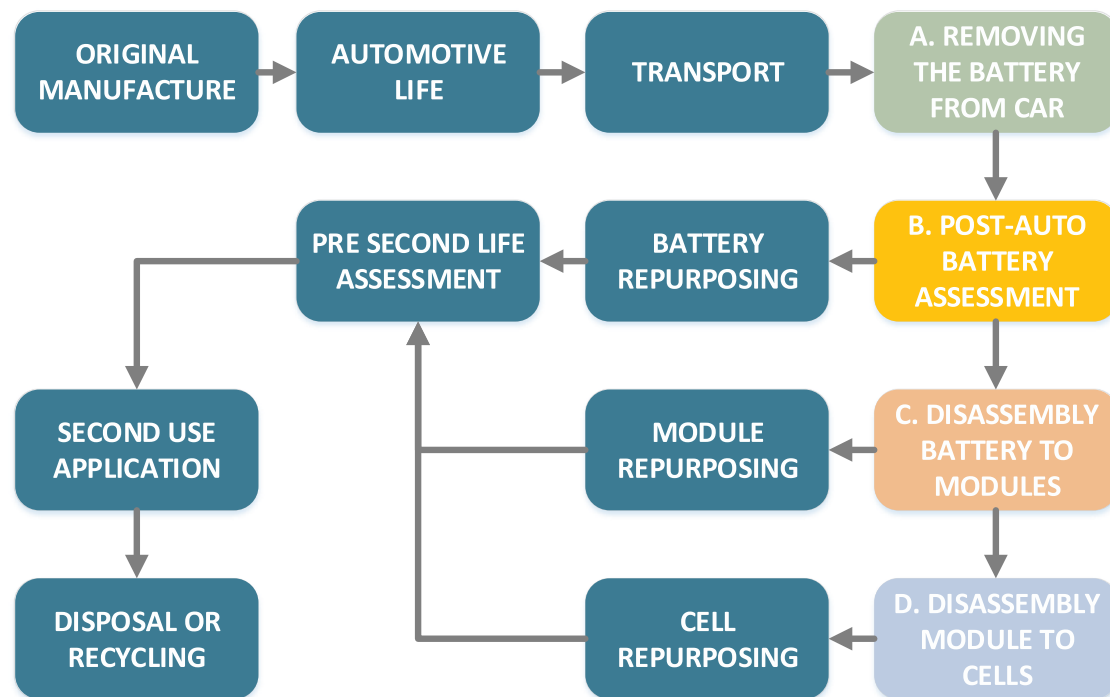 ORIGINAL
MANUFACTURE
AUTOMOTIVE
LIFE
TRANSPORT
A. REMOVING
THE BATTERY
FROM CAR
PRE SECOND LIFE
ASSESSMENT
BATTERY
REPURPOSING
B. POST-AUTO
BATTERY
ASSESSMENT
SECOND USE
APPLICATION
MODULE
REPURPOSING
C. DISASSEMBLY
BATTERY TO
MODULES
DISPOSAL OR
RECYCLING
CELL
REPURPOSING
D. DISASSEMBLY
MODULE TO
CELLS